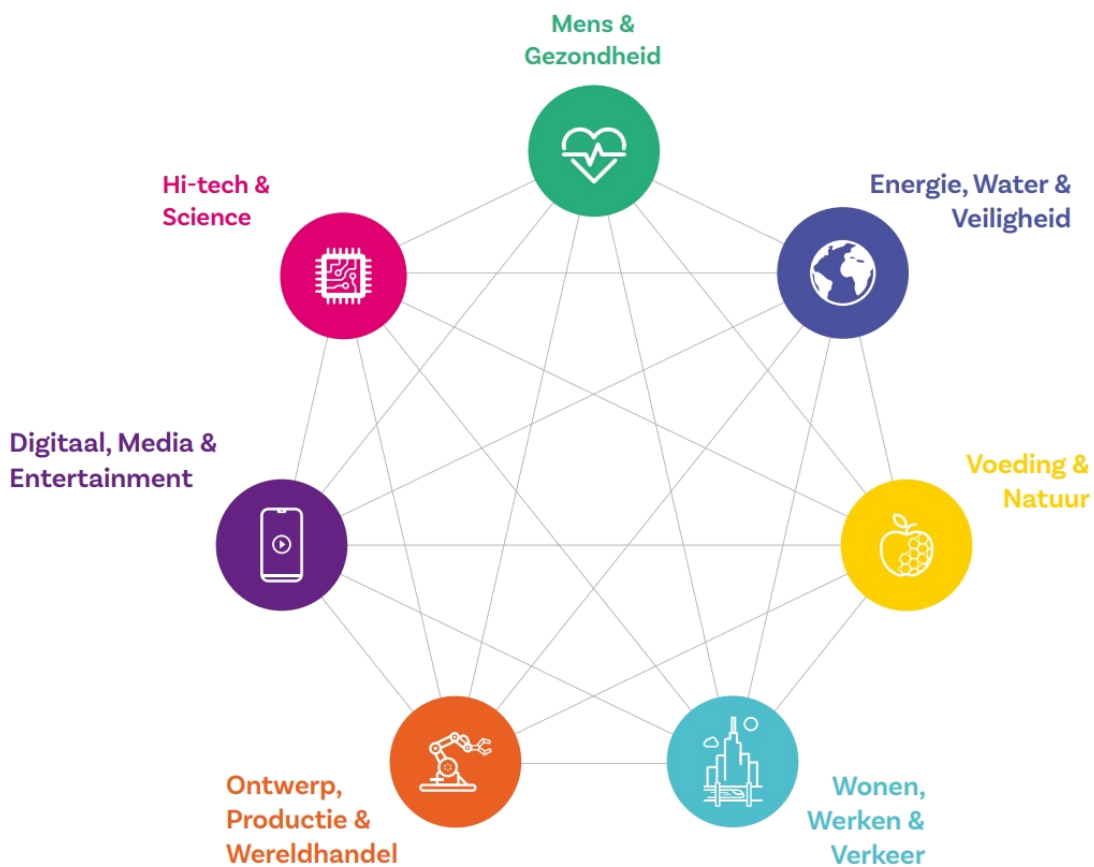 Mens &
Gezondheid
Hi-tech &
Science
Energie, Water &
Veiligheid
Digitaal, Media &
Entertainment
Voeding &
Natuur
Ontwerp,
Productie &
Wereldhandel
Wonen,
Werken &
Verkeer